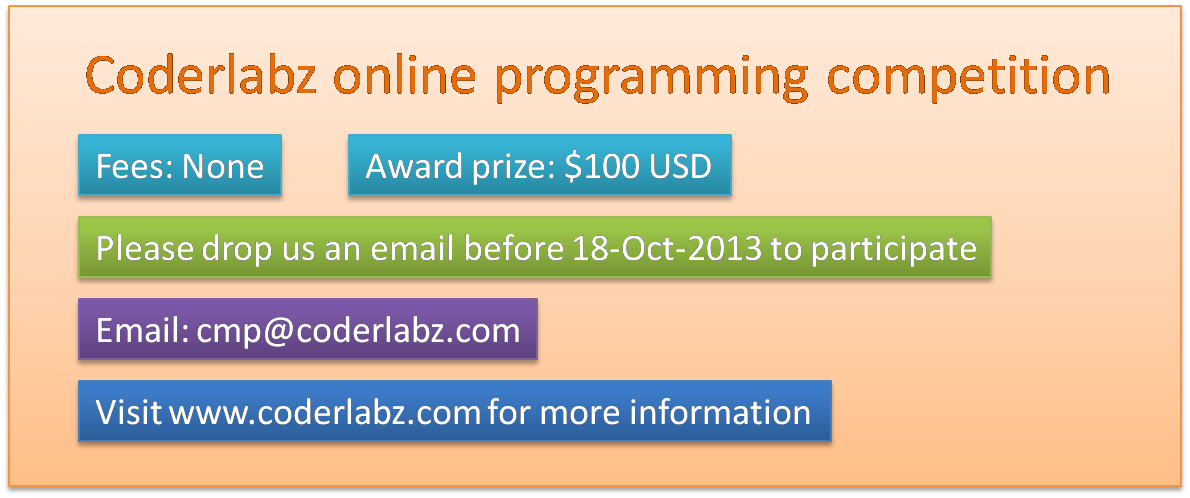 Coderlabz online programming competition
Fees: None
Award prize: $100 USD
Please drop us an email before 18-Oct-2013 to participate
Email: cmp@coderlabz.com
Visit www.coderlabz.com for more information